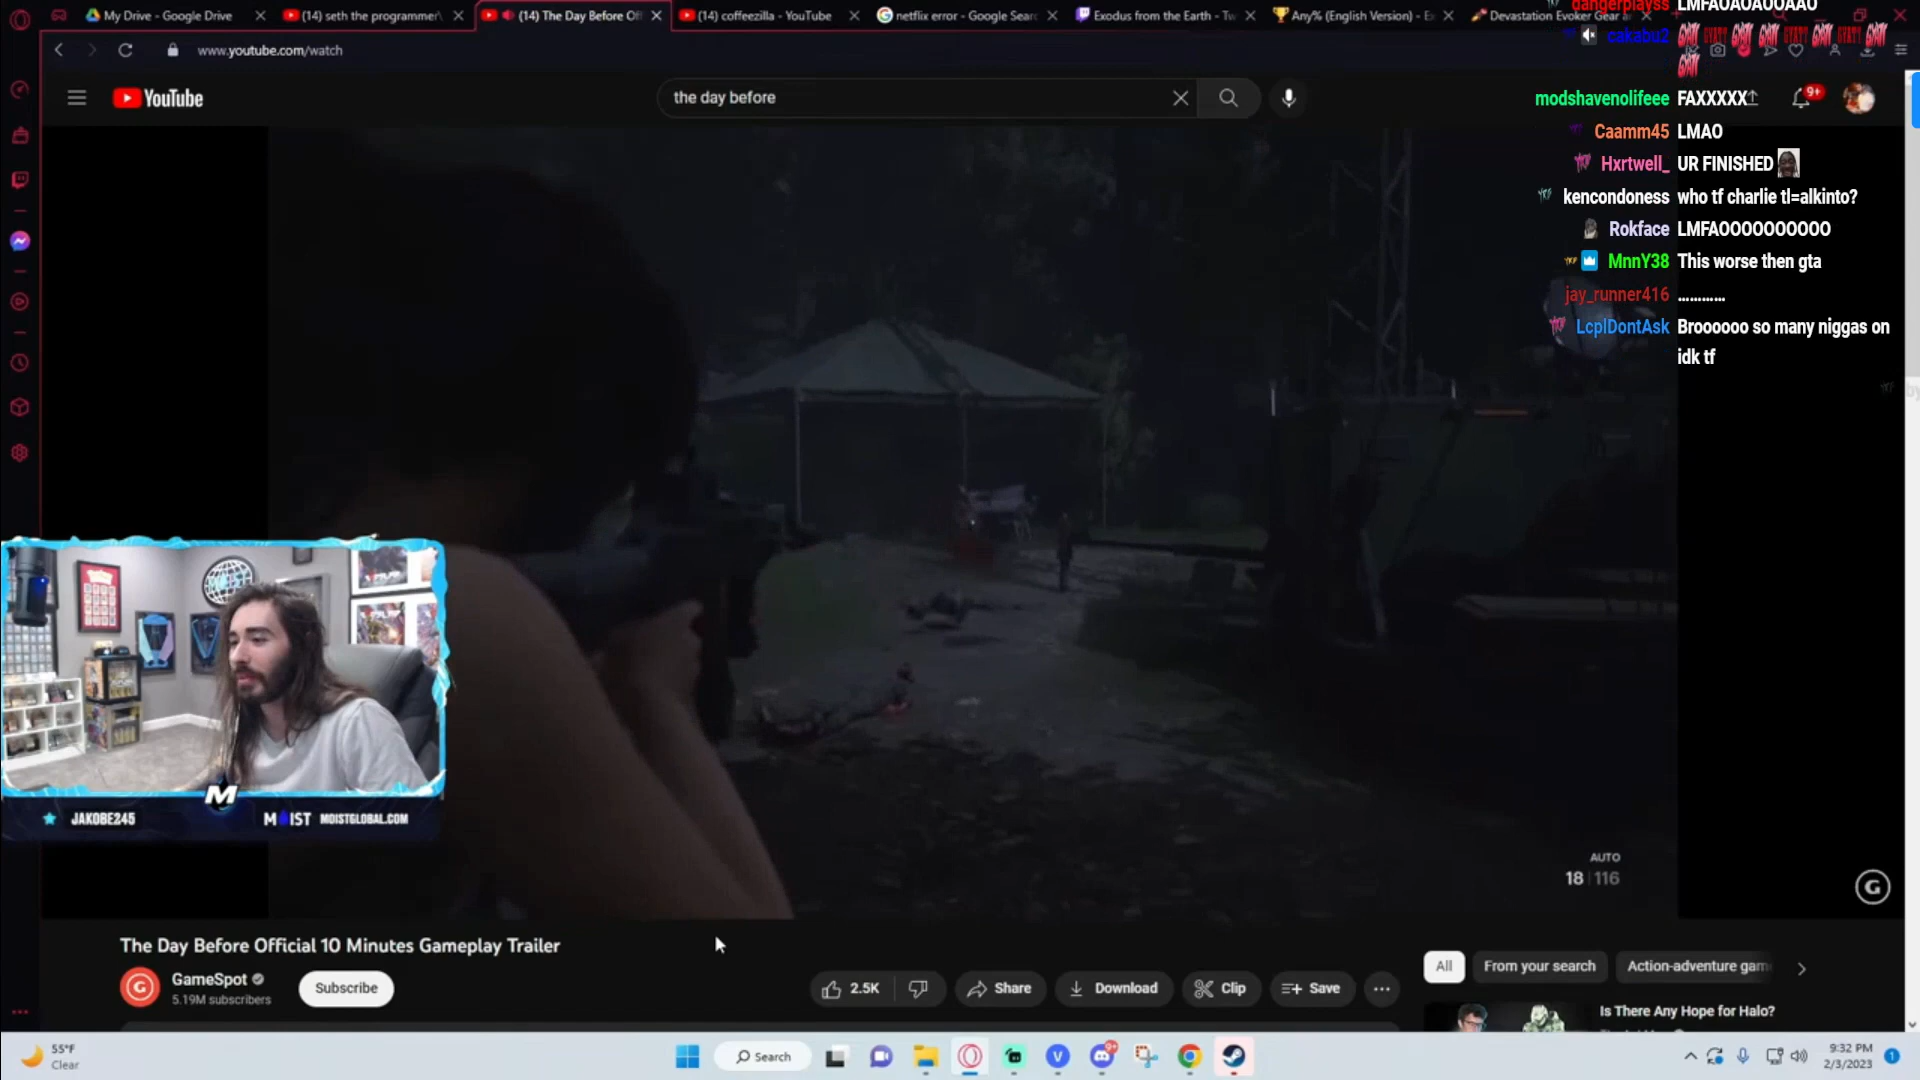 My Drive - Google Drive
(14) seth the programmer\
(14) The Day Before Off
(14) coffeezilla - YouTube
netflix error - Google Sear
Exodus from the Earth - Tw
Any% (English Version) - E
Devastation Evoker Gear a
www.youtube.com/watch
YouTube
the day before
9+
dangerplayss LMFAOAOAOOAAO
cakabu2
modshavenolifeee FAXXXXX
Caamm45 LMAO
Hxrtwell_ UR FINISHED
kencondoness who tf charlie tl=alkinto?
Rokface LMFAOOOOOOOOOO
MnnY38 This worse then gta
jay_runner416 ............
LcplDontAsk Broooooo so many niggas on
idk tf
AUTO
18 | 116
G
M
JAKOBE245
MOIST MOISTGLOBAL.COM
The Day Before Official 10 Minutes Gameplay Trailer
GameSpot
5.19M subscribers
Subscribe
2.5K
Share
Download
Clip
Save
All
From your search
Action-adventure gam
Is There Any Hope for Halo?
55°F
Clear
Search
9+
9:32 PM
2/3/2023
1